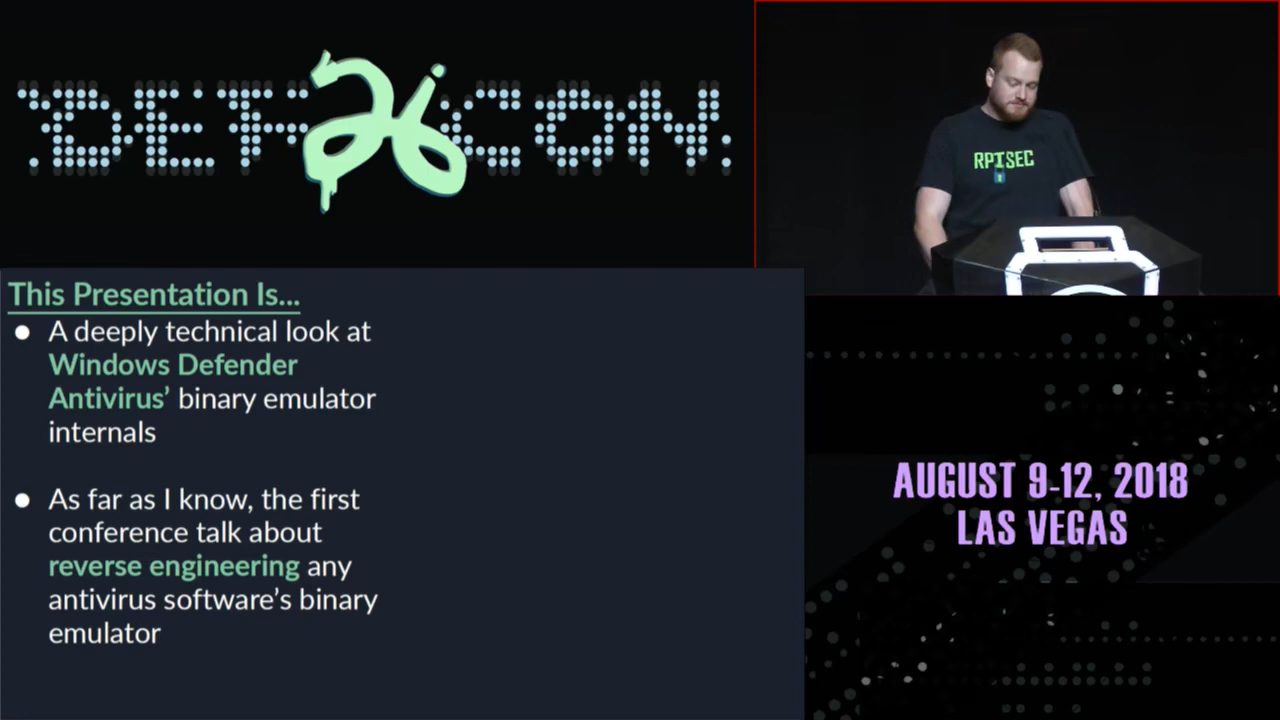 DEF 26 CON
RPISEC
This Presentation Is...
● A deeply technical look at
Windows Defender
Antivirus’ binary emulator
internals
● As far as I know, the first
conference talk about
reverse engineering any
antivirus software’s binary
emulator
AUGUST 9-12, 2018
LAS VEGAS